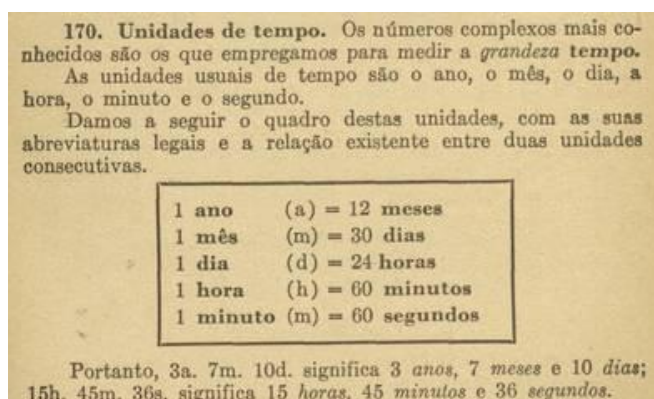 170. Unidades de tempo. Os números complexos mais co-
nhecidos são os que empregamos para medir a grandeza tempo.
As unidades usuais de tempo são o ano, o mês, o dia, a
hora, o minuto e o segundo.
Damos a seguir o quadro destas unidades, com as suas
abreviaturas legais e a relação existente entre duas unidades
consecutivas.
1 ano (a) = 12 meses
1 mês (m) = 30 dias
1 dia (d) = 24 horas
1 hora (h) = 60 minutos
1 minuto (m) = 60 segundos
Portanto, 3a. 7m. 10d. significa 3 anos, 7 meses e 10 dias;
15h. 45m. 36s. significa 15 horas, 45 minutos e 36 segundos.